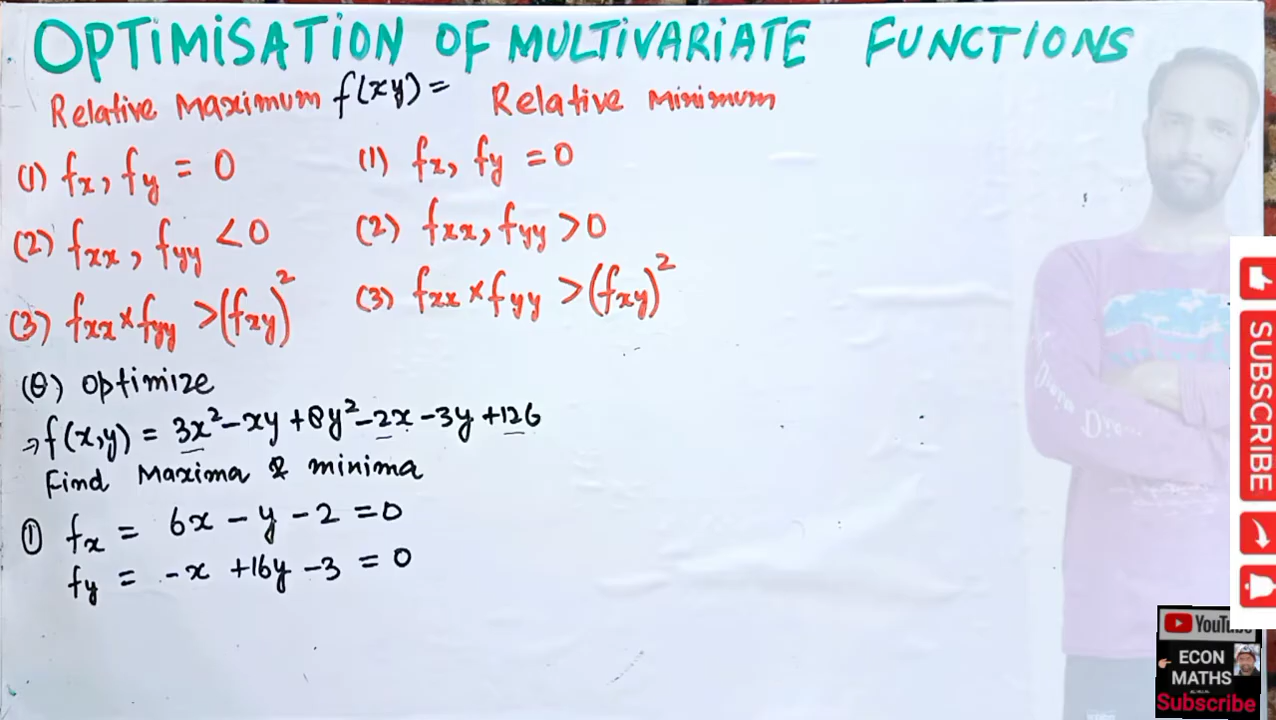 OPTIMISATION OF MULTIVARIATE FUNCTIONS
Relative Maximum f(xy) = Relative Minimum
(1) fx, fy = 0
(2) fxx, fyy < 0
(3) fxx × fyy > (fxy)²
(1) fx, fy = 0
(2) fxx, fyy > 0
(3) fxx × fyy > (fxy)²
(Θ) optimize
⇒ f(x,y) = 3x² - xy + 8y² - 2x - 3y + 126
Find Maxima & minima
① fx = 6x - y - 2 = 0
fy = -x + 16y - 3 = 0
SUBSCRIBE
YouTube
ECON
MATHS
Subscribe